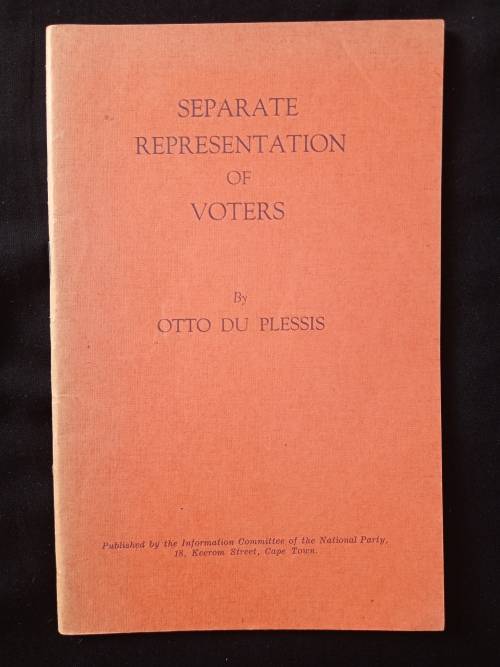 SEPARATE
REPRESENTATION
OF
VOTERS
By
OTTO DU PLESSIS
Published by the Information Committee of the National Party,
18, Keerom Street, Cape Town.